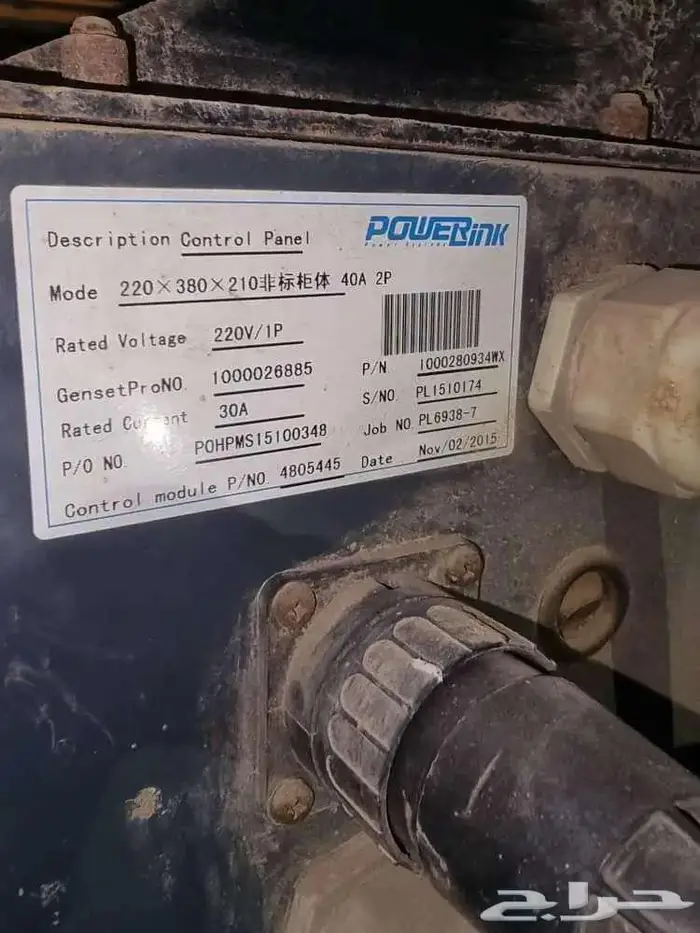 Description Control Panel
POWERLINK
Power Systems
Mode 220×380×210非标柜体 40A 2P
Rated Voltage 220V/1P
GensetProNO. 1000026885
P/N 1000280934WX
Rated Current 30A
S/NO. PL1510174
P/O NO. POHPMS15100348
Job NO. PL6938-7
Control module P/NO. 4805445
Date Nov/02/2015
حراج